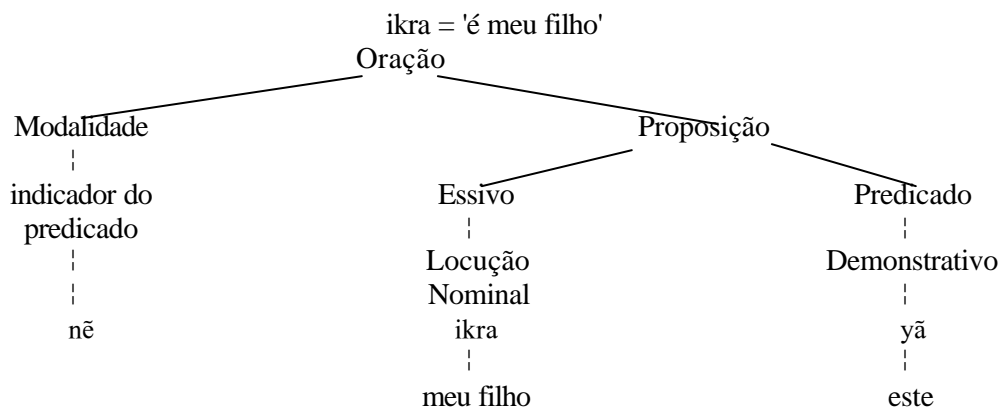 ikra = 'é meu filho'
Oração
Modalidade Proposição
indicador do predicado Essivo Predicado
Locução Nominal Demonstrativo
nẽ ikra yã
meu filho este